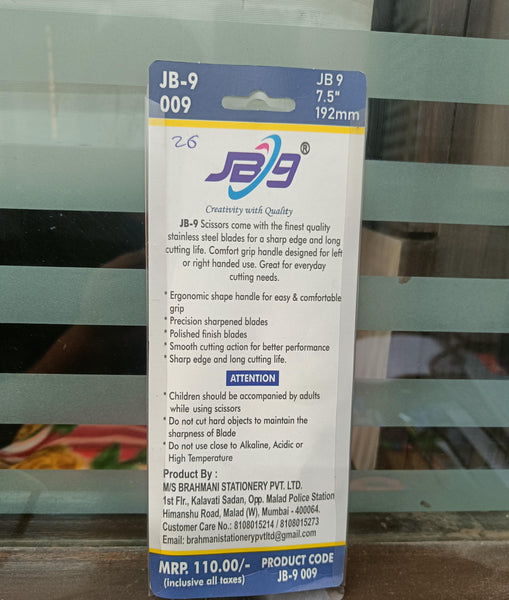 JB-9
009
JB 9
7.5"
192mm
26
JB9®
Creativity with Quality
JB-9 Scissors come with the finest quality
stainless steel blades for a sharp edge and long
cutting life. Comfort grip handle designed for left
or right handed use. Great for everyday
cutting needs.
* Ergonomic shape handle for easy & comfortable
grip
* Precision sharpened blades
* Polished finish blades
* Smooth cutting action for better performance
* Sharp edge and long cutting life.
ATTENTION
* Children should be accompanied by adults
while using scissors
* Do not cut hard objects to maintain the
sharpness of Blade
* Do not use close to Alkaline, Acidic or
High Temperature
Product By :
M/S BRAHMANI STATIONERY PVT. LTD.
1st Flr., Kalavati Sadan, Opp. Malad Police Station
Himanshu Road, Malad (W), Mumbai - 400064.
Customer Care No.: 8108015214 / 8108015273
Email: brahmanistationerypvtltd@gmail.com
MRP. 110.00/-
(inclusive all taxes)
PRODUCT CODE
JB-9 009